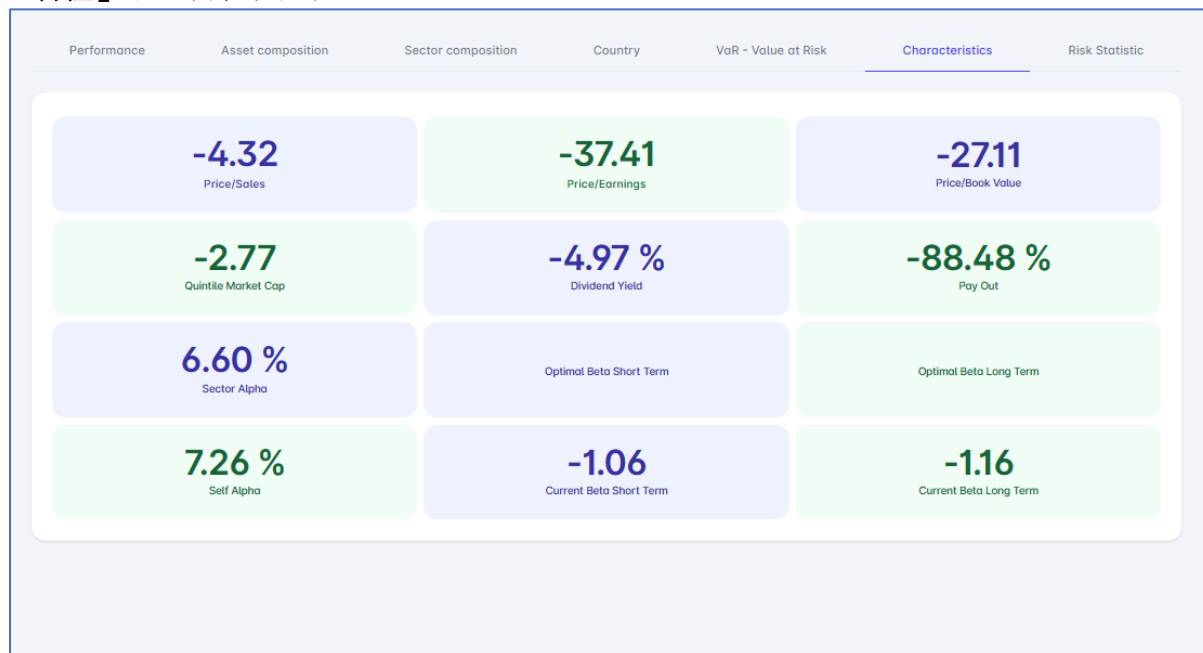 Performance Asset composition Sector composition Country VaR - Value at Risk Characteristics Risk Statistic
-4.32 -37.41 -27.11
Price/Sales Price/Earnings Price/Book Value
-2.77 -4.97 % -88.48 %
Quintile Market Cap Dividend Yield Pay Out
6.60 %
Sector Alpha Optimal Beta Short Term Optimal Beta Long Term
7.26 % -1.06 -1.16
Self Alpha Current Beta Short Term Current Beta Long Term